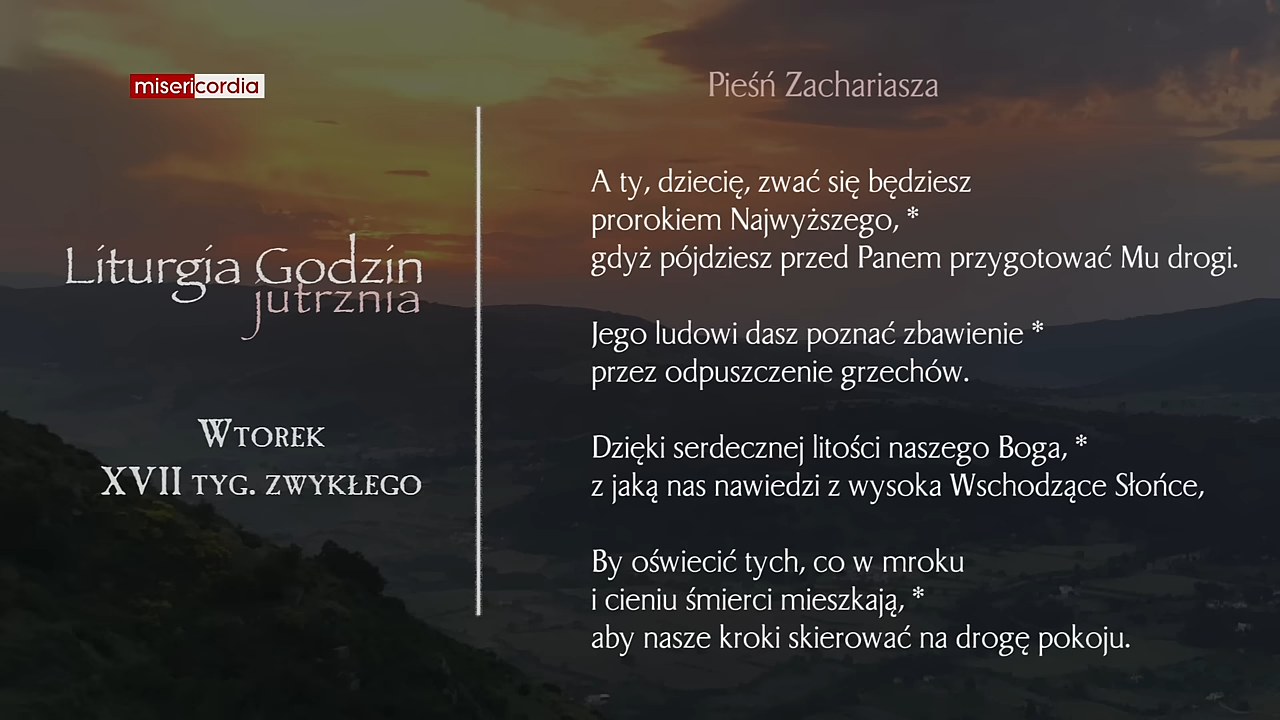 misericordia
Liturgia Godzin
jutrznia
Wtorek
XVII tyg. zwykłego
Pieśń Zachariasza
A ty, dziecię, zwać się będziesz
prorokiem Najwyższego, *
gdyż pójdziesz przed Panem przygotować Mu drogi.
Jego ludowi dasz poznać zbawienie *
przez odpuszczenie grzechów.
Dzięki serdecznej litości naszego Boga, *
z jaką nas nawiedzi z wysoka Wschodzące Słońce,
By oświecić tych, co w mroku
i cieniu śmierci mieszkają, *
aby nasze kroki skierować na drogę pokoju.